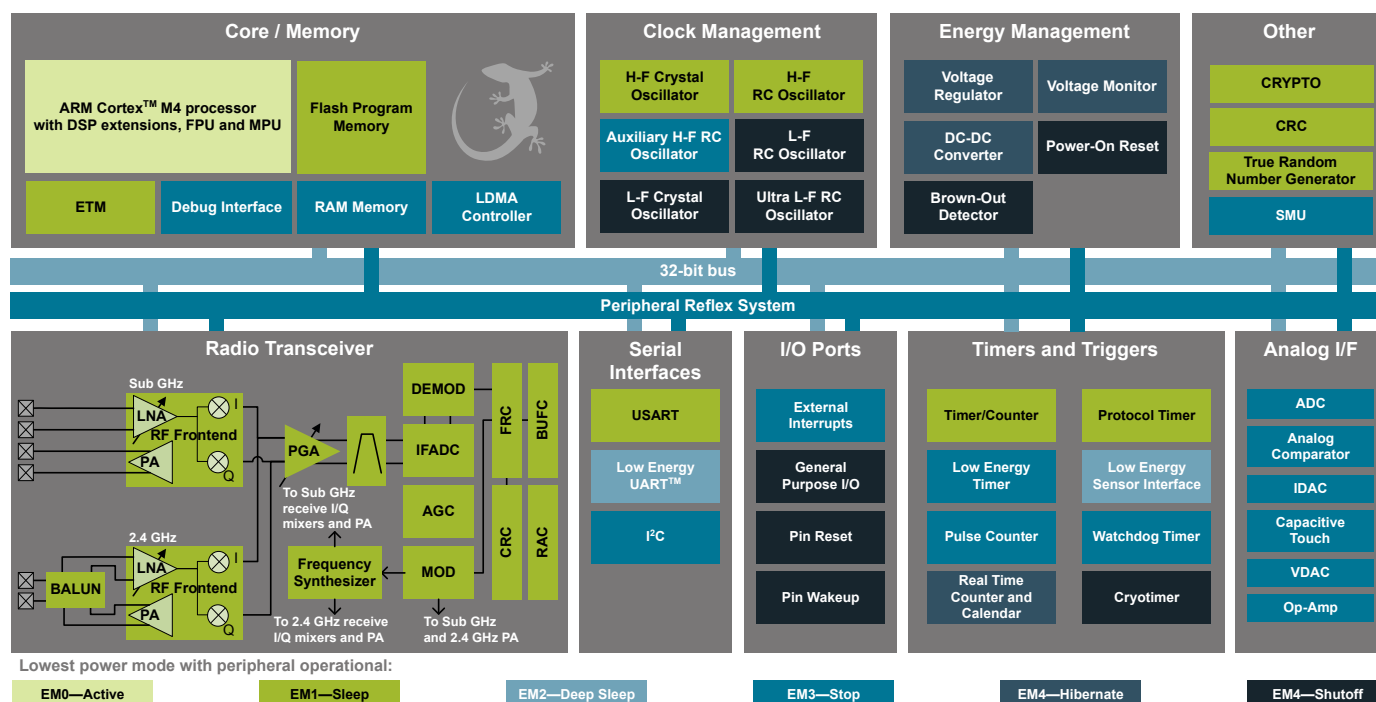 Core / Memory
ARM Cortex™ M4 processor
with DSP extensions, FPU and MPU
Flash Program
Memory
ETM
Debug Interface
RAM Memory
LDMA
Controller
Clock Management
H-F Crystal
Oscillator
H-F
RC Oscillator
Auxiliary H-F RC
Oscillator
L-F
RC Oscillator
L-F Crystal
Oscillator
Ultra L-F RC
Oscillator
Energy Management
Voltage
Regulator
Voltage Monitor
DC-DC
Converter
Power-On Reset
Brown-Out
Detector
Other
CRYPTO
CRC
True Random
Number Generator
SMU
32-bit bus
Peripheral Reflex System
Radio Transceiver
Sub GHz
LNA
I
RF Frontend
PA
Q
2.4 GHz
BALUN
LNA
I
RF Frontend
PA
Q
PGA
To Sub GHz
receive I/Q
mixers and PA
Frequency
Synthesizer
To 2.4 GHz receive
I/Q mixers and PA
DEMOD
IFADC
AGC
MOD
To Sub GHz
and 2.4 GHz PA
FRC
BUFC
CRC
RAC
Serial
Interfaces
USART
Low Energy
UART™
I²C
I/O Ports
External
Interrupts
General
Purpose I/O
Pin Reset
Pin Wakeup
Timers and Triggers
Timer/Counter
Protocol Timer
Low Energy
Timer
Low Energy
Sensor Interface
Pulse Counter
Watchdog Timer
Real Time
Counter and
Calendar
Cryotimer
Analog I/F
ADC
Analog
Comparator
IDAC
Capacitive
Touch
VDAC
Op-Amp
Lowest power mode with peripheral operational:
EM0—Active
EM1—Sleep
EM2—Deep Sleep
EM3—Stop
EM4—Hibernate
EM4—Shutoff